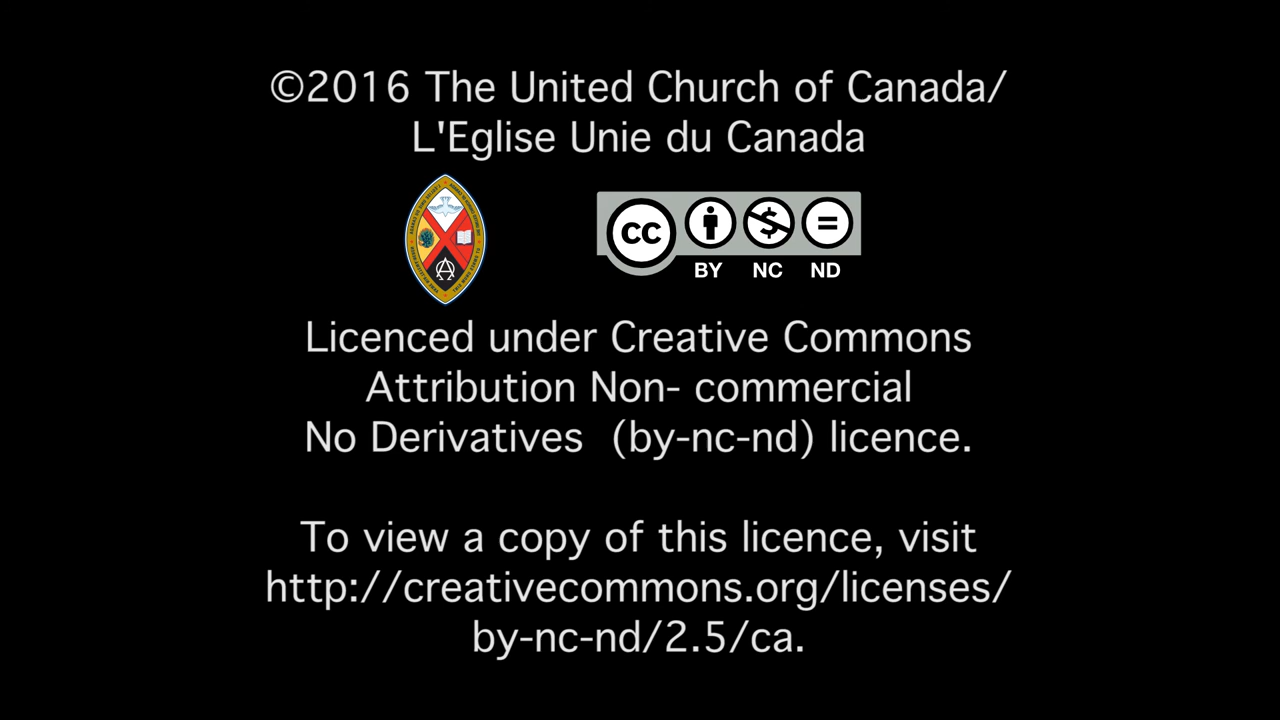 ©2016 The United Church of Canada/
L'Eglise Unie du Canada
CC
BY NC ND
Licenced under Creative Commons
Attribution Non- commercial
No Derivatives (by-nc-nd) licence.
To view a copy of this licence, visit
http://creativecommons.org/licenses/
by-nc-nd/2.5/ca.